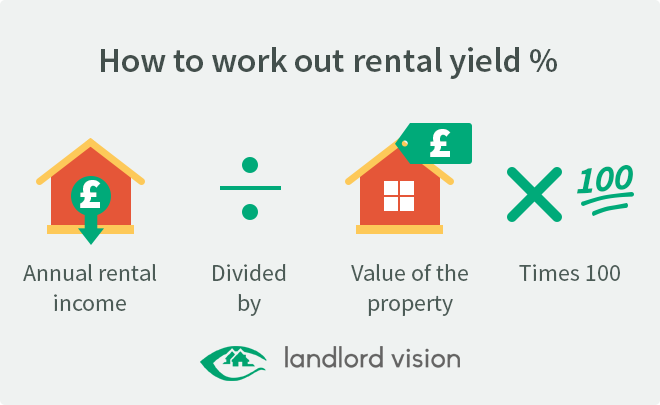 How to work out rental yield %
£
£
100
Annual rental
income
Divided
by
Value of the
property
Times 100
landlord vision